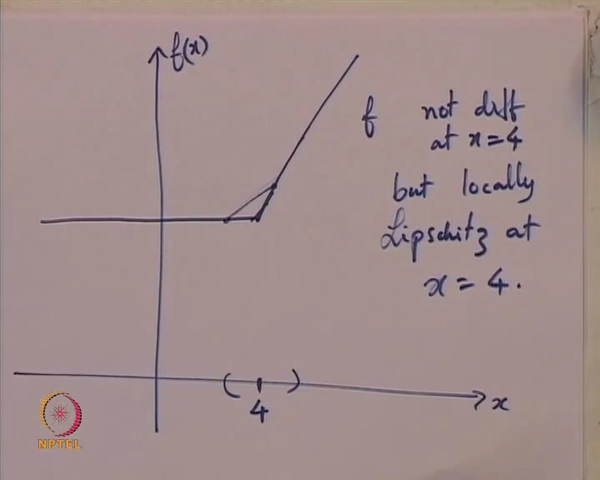 f(x)
f not diff
at x=4
but locally
Lipschitz at
x = 4.
( )
4
x
NPTEL